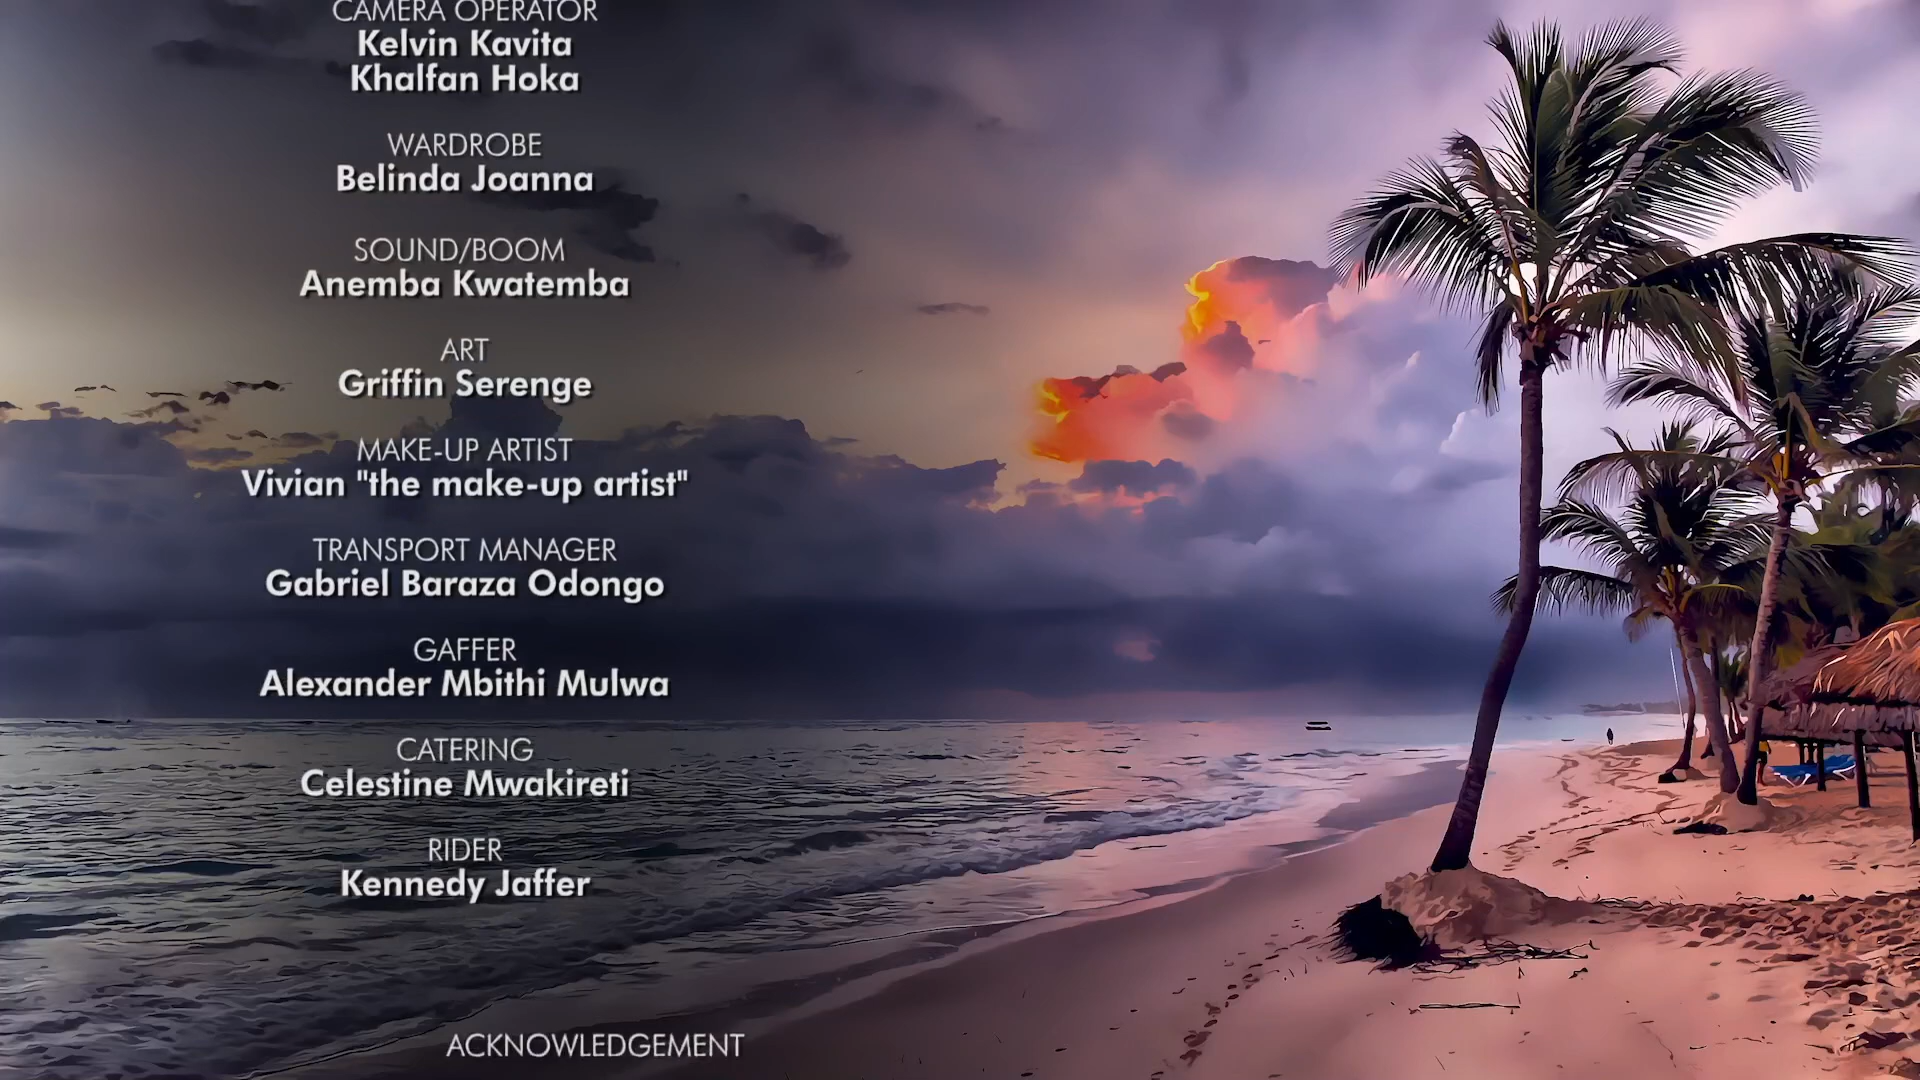 CAMERA OPERATOR
Kelvin Kavita
Khalfan Hoka
WARDROBE
Belinda Joanna
SOUND/BOOM
Anemba Kwatemba
ART
Griffin Serenge
MAKE-UP ARTIST
Vivian "the make-up artist"
TRANSPORT MANAGER
Gabriel Baraza Odongo
GAFFER
Alexander Mbithi Mulwa
CATERING
Celestine Mwakireti
RIDER
Kennedy Jaffer
ACKNOWLEDGEMENT